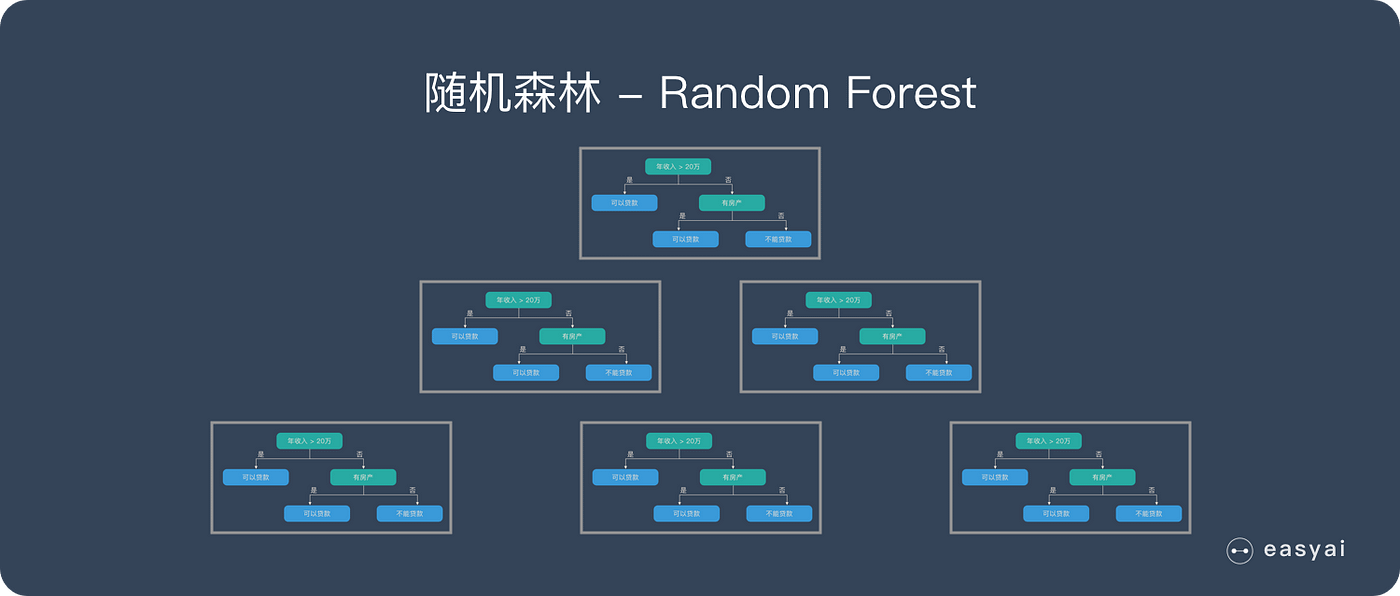 随机森林 – Random Forest
年收入 > 20万
是 否
可以贷款 有房产
是 否
可以贷款 不能贷款
年收入 > 20万 年收入 > 20万
是 否 是 否
可以贷款 有房产 可以贷款 有房产
是 否 是 否
可以贷款 不能贷款 可以贷款 不能贷款
年收入 > 20万 年收入 > 20万 年收入 > 20万
是 否 是 否 是 否
可以贷款 有房产 可以贷款 有房产 可以贷款 有房产
是 否 是 否 是 否
可以贷款 不能贷款 可以贷款 不能贷款 可以贷款 不能贷款
easyai